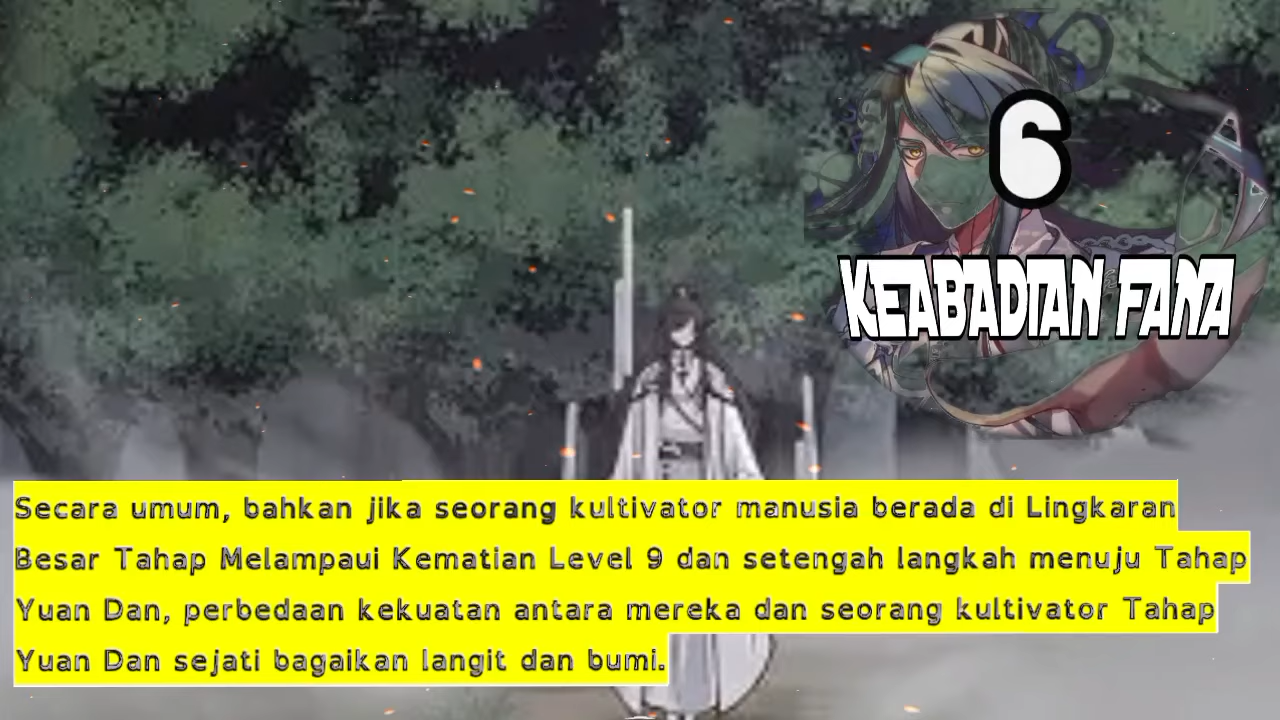 6
KEABADIAN FANA
Secara umum, bahkan jika seorang kultivator manusia berada di Lingkaran
Besar Tahap Melampaui Kematian Level 9 dan setengah langkah menuju Tahap
Yuan Dan, perbedaan kekuatan antara mereka dan seorang kultivator Tahap
Yuan Dan sejati bagaikan langit dan bumi.